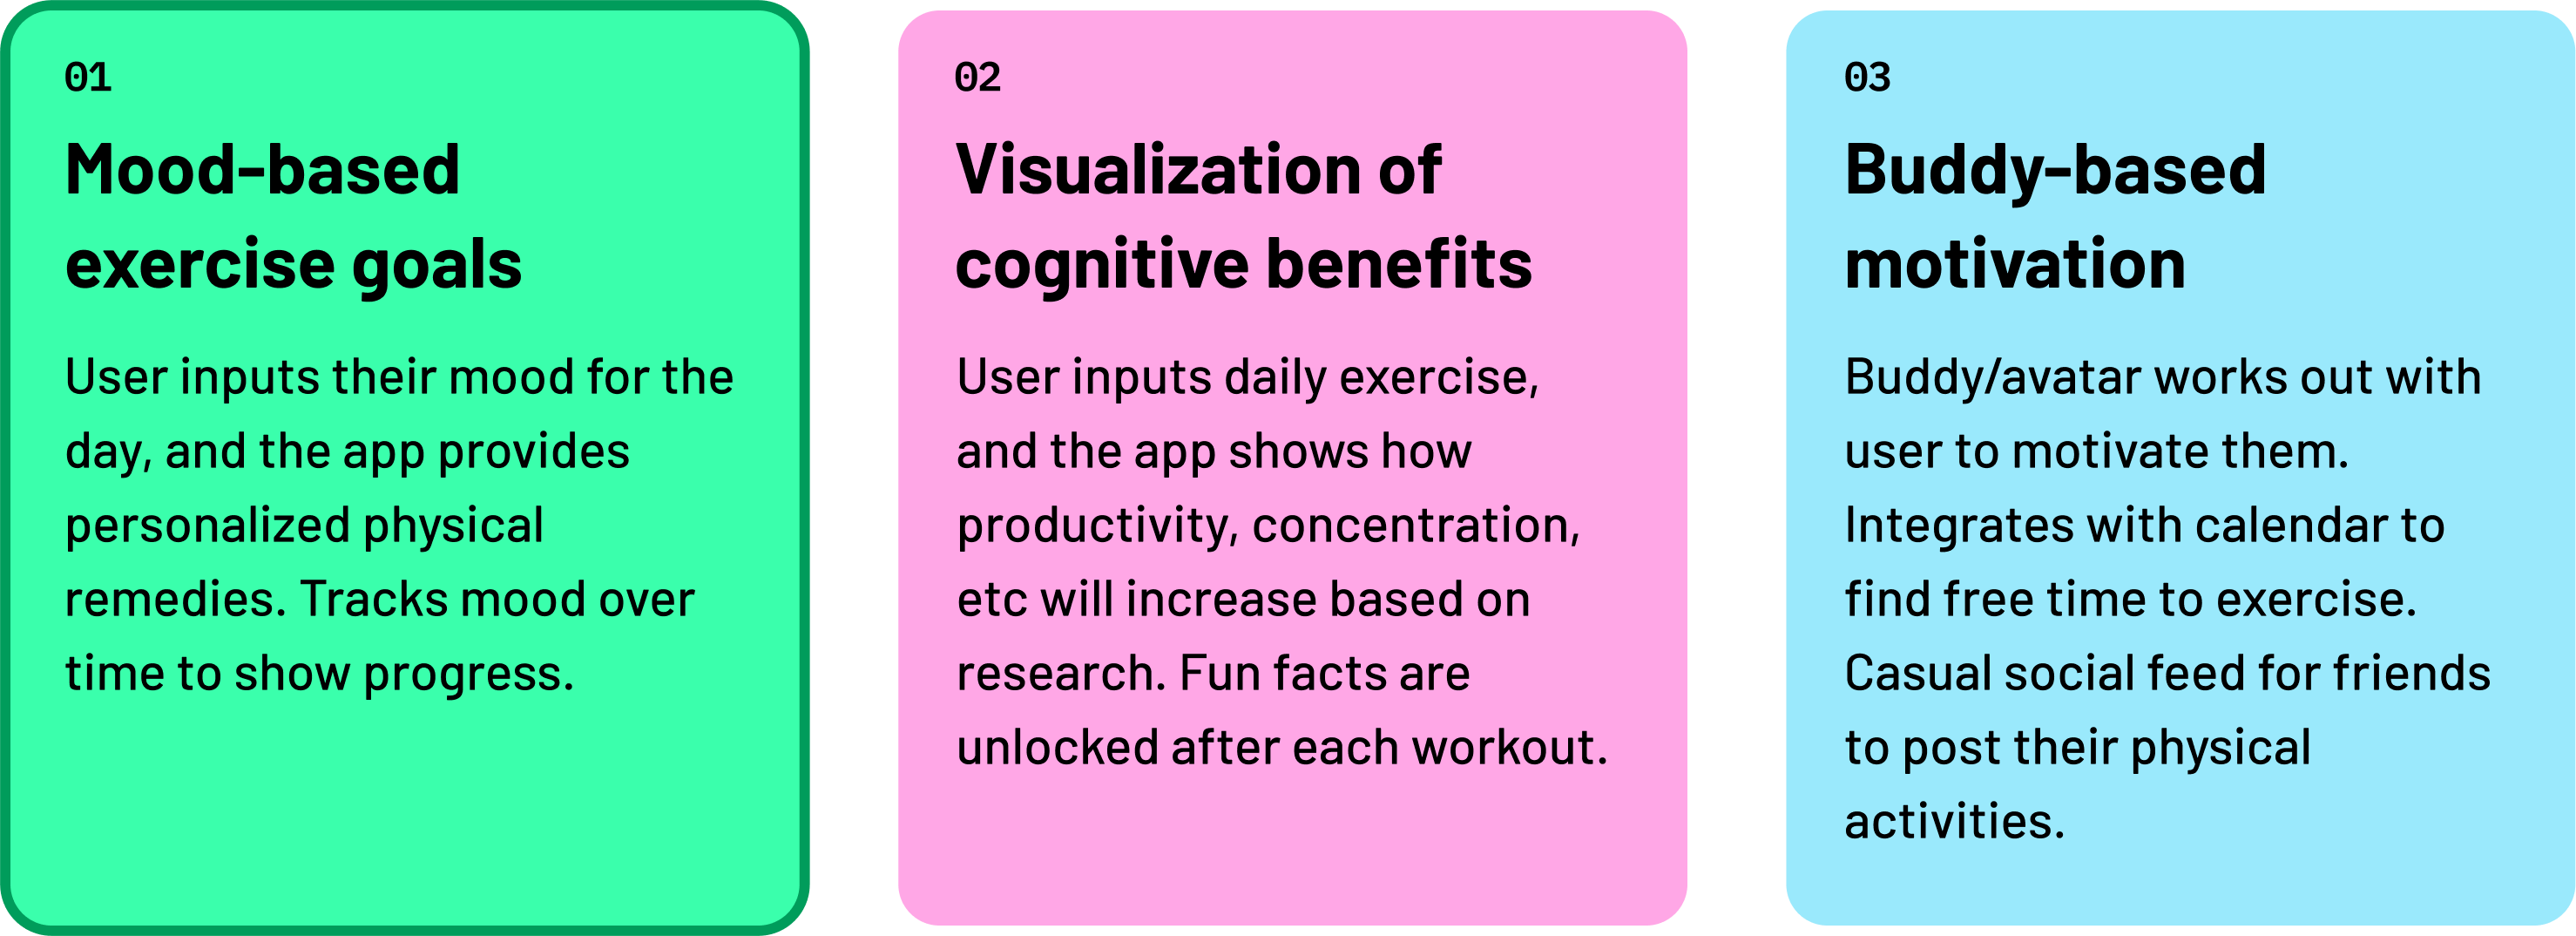 01
Mood-based
exercise goals
User inputs their mood for the
day, and the app provides
personalized physical
remedies. Tracks mood over
time to show progress.
02
Visualization of
cognitive benefits
User inputs daily exercise,
and the app shows how
productivity, concentration,
etc will increase based on
research. Fun facts are
unlocked after each workout.
03
Buddy-based
motivation
Buddy/avatar works out with
user to motivate them.
Integrates with calendar to
find free time to exercise.
Casual social feed for friends
to post their physical
activities.